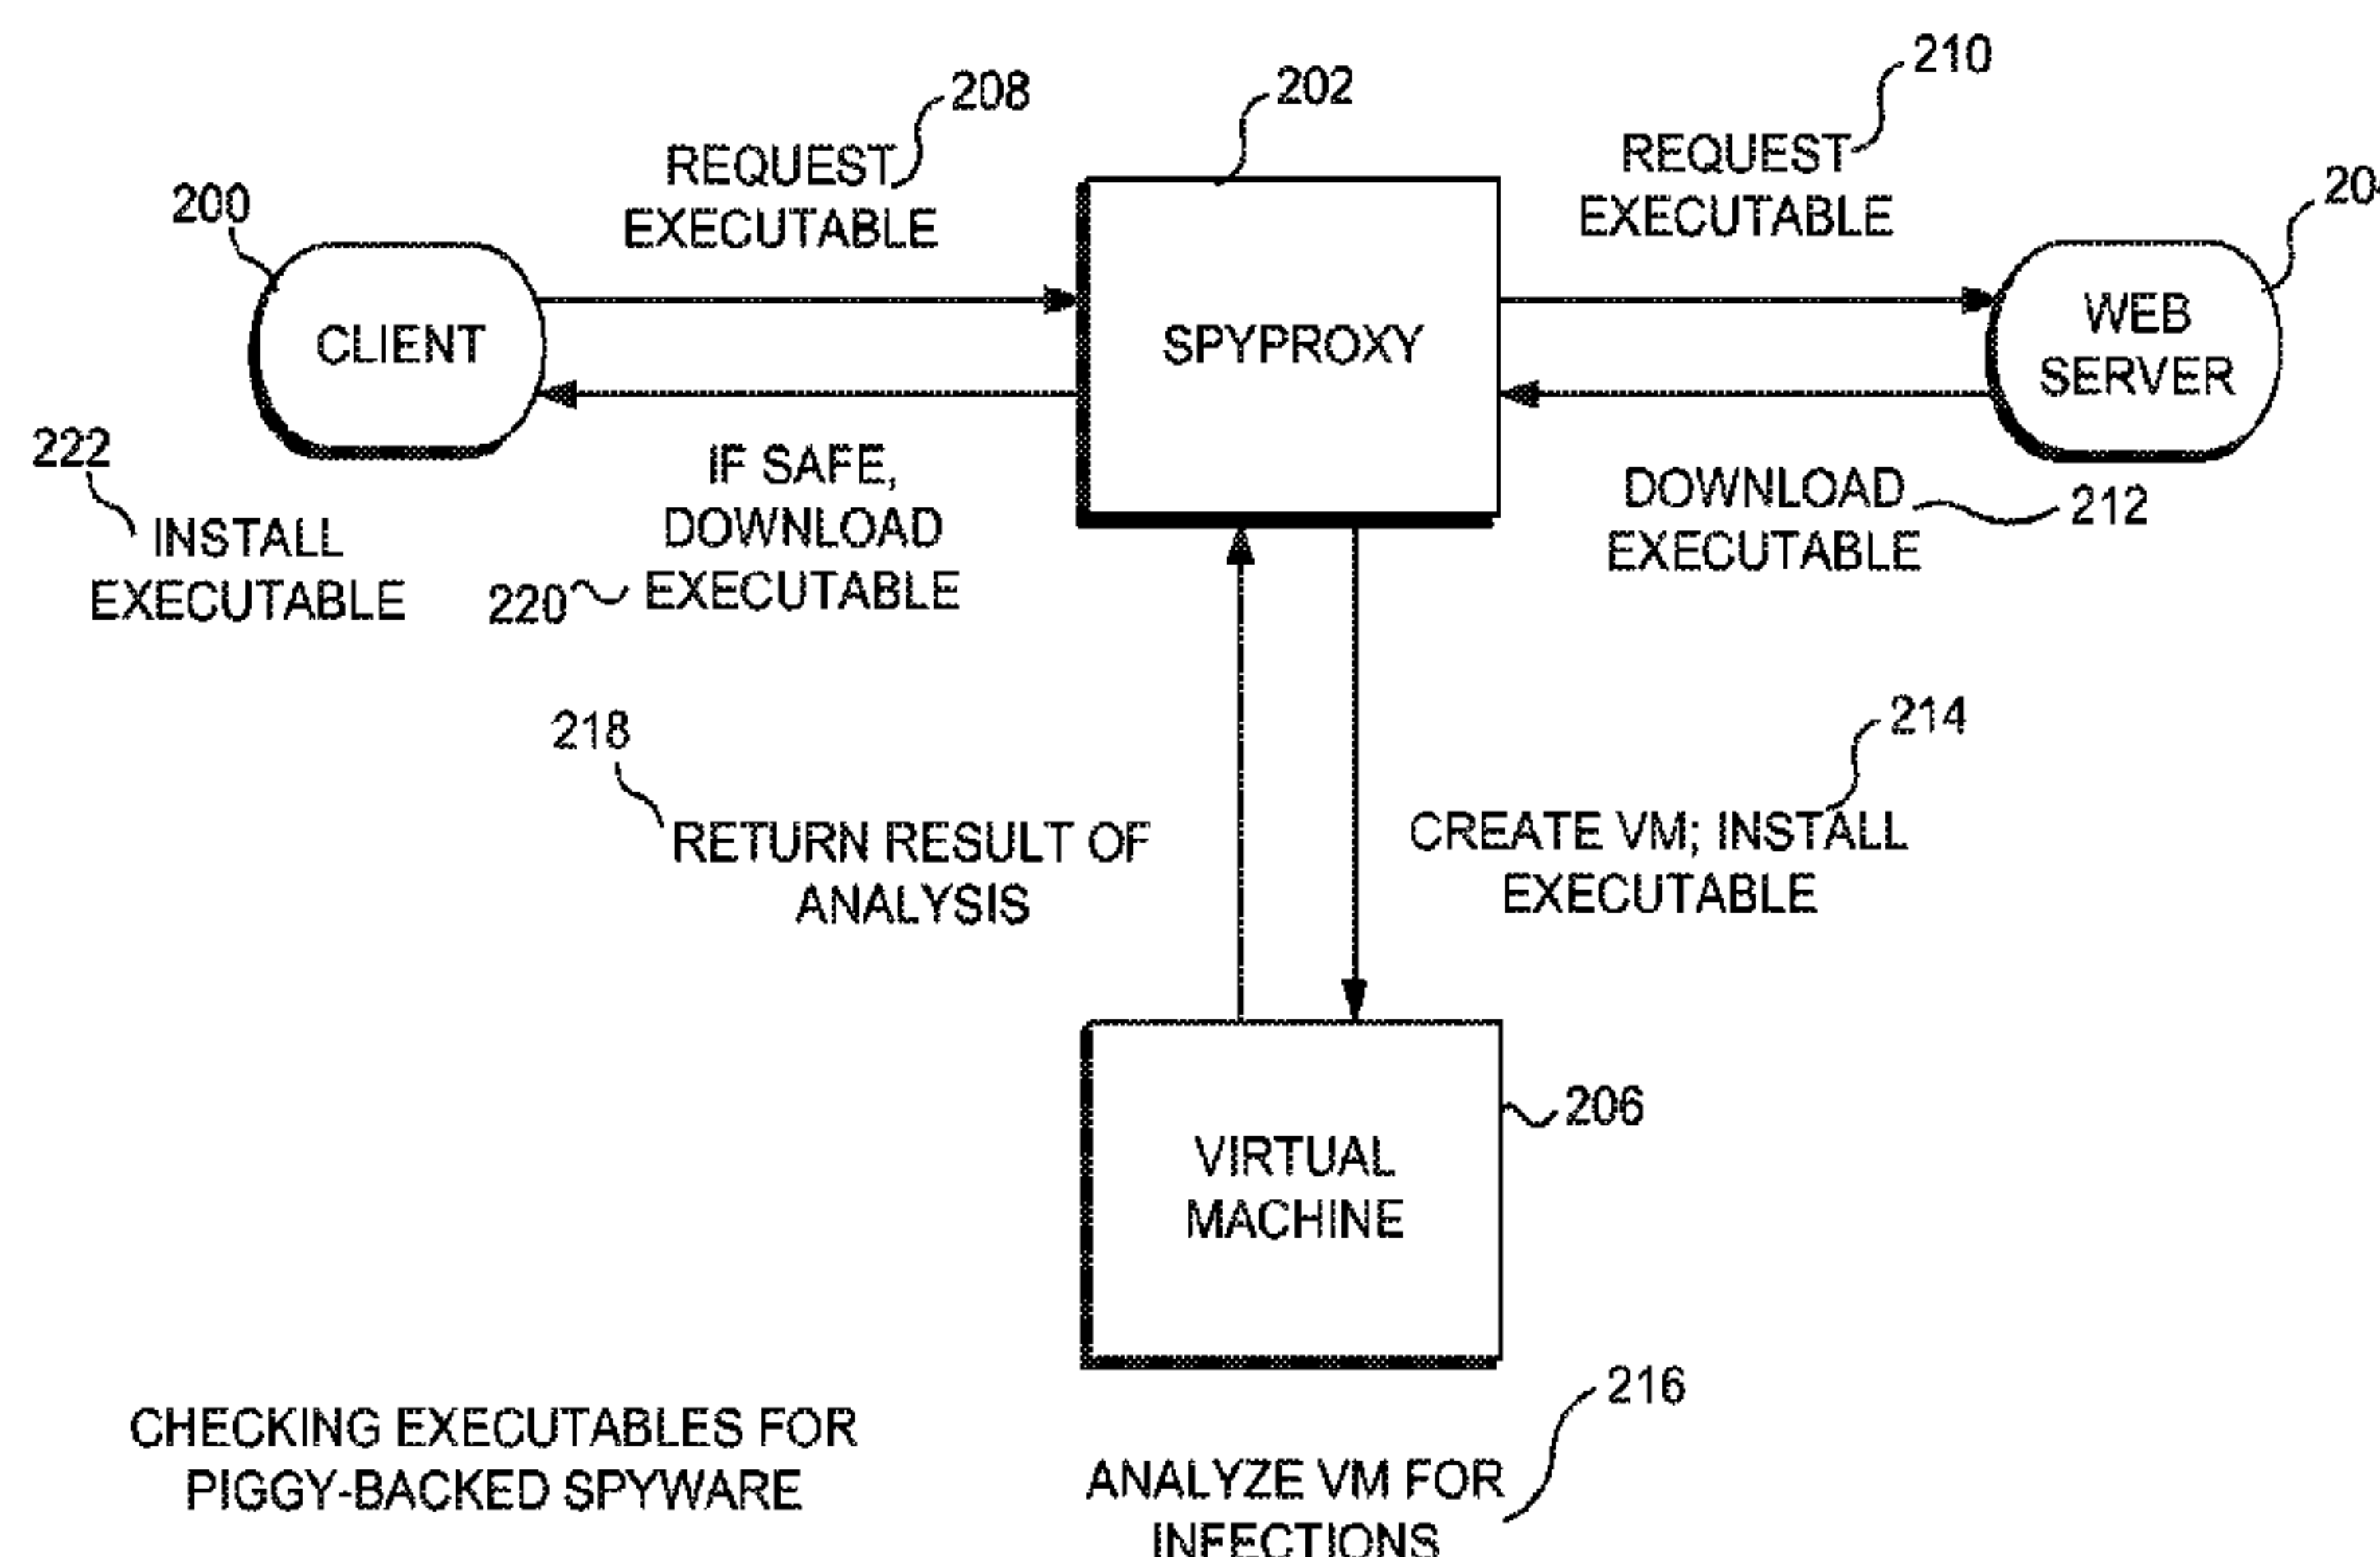 210
208
202
REQUEST
EXECUTABLE
REQUEST
EXECUTABLE
200
CLIENT
SPYPROXY
WEB
SERVER
222
INSTALL
EXECUTABLE
IF SAFE,
DOWNLOAD
EXECUTABLE
220
DOWNLOAD
EXECUTABLE
212
218
RETURN RESULT OF
ANALYSIS
214
CREATE VM; INSTALL
EXECUTABLE
206
VIRTUAL
MACHINE
216
CHECKING EXECUTABLES FOR
PIGGY-BACKED SPYWARE
ANALYZE VM FOR
INFECTIONS